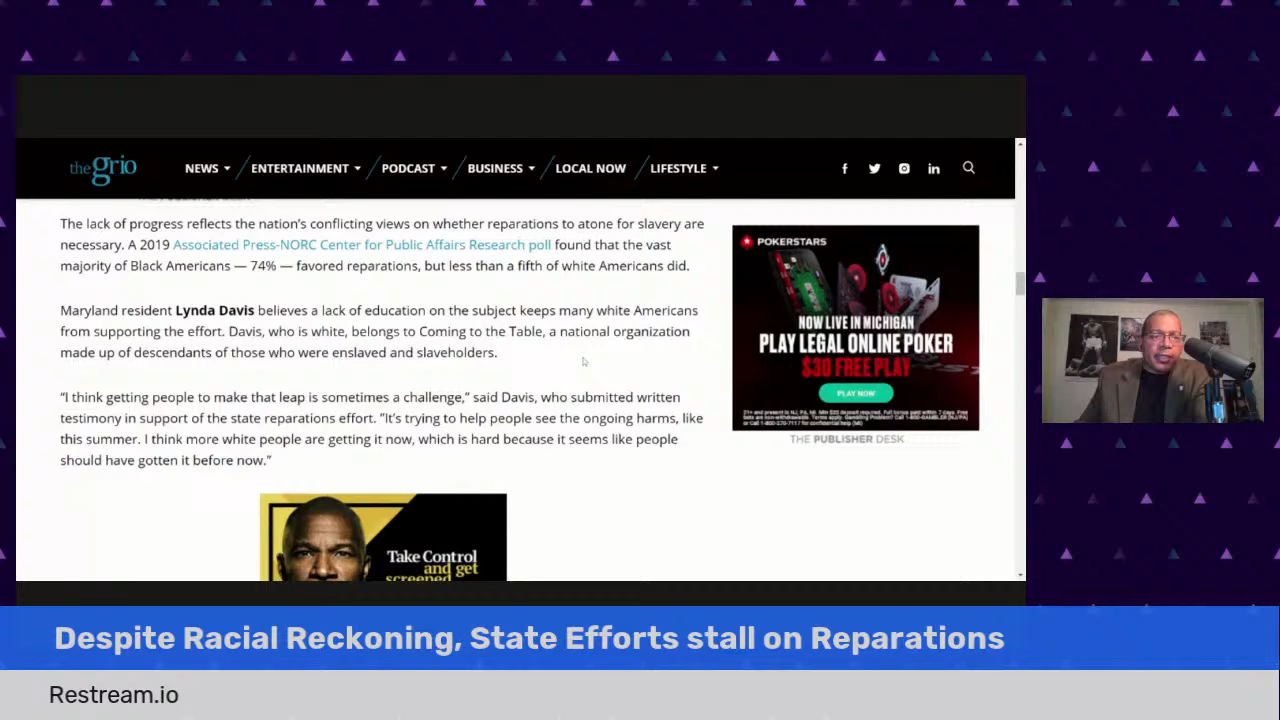 thegrio
NEWS
ENTERTAINMENT
PODCAST
BUSINESS
LOCAL NOW
LIFESTYLE
The lack of progress reflects the nation's conflicting views on whether reparations to atone for slavery are
necessary. A 2019 Associated Press-NORC Center for Public Affairs Research poll found that the vast
majority of Black Americans — 74% — favored reparations, but less than a fifth of white Americans did.
Maryland resident Lynda Davis believes a lack of education on the subject keeps many white Americans
from supporting the effort. Davis, who is white, belongs to Coming to the Table, a national organization
made up of descendants of those who were enslaved and slaveholders.
“I think getting people to make that leap is sometimes a challenge,” said Davis, who submitted written
testimony in support of the state reparations effort. “It's trying to help people see the ongoing harms, like
this summer. I think more white people are getting it now, which is hard because it seems like people
should have gotten it before now.”
POKERSTARS
NOW LIVE IN MICHIGAN
PLAY LEGAL ONLINE POKER
$30 FREE PLAY
PLAY NOW
THE PUBLISHER DESK
Take Control
and get
screened
Despite Racial Reckoning, State Efforts stall on Reparations
Restream.io